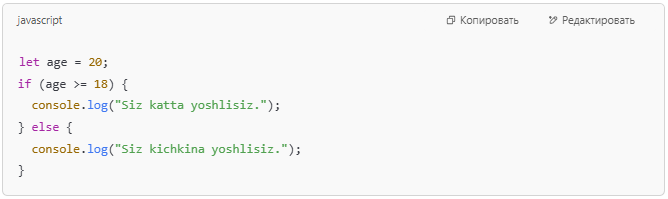 javascript Копировать Редактировать
let age = 20;
if (age >= 18) {
  console.log("Siz katta yoshlisiz.");
} else {
  console.log("Siz kichkina yoshlisiz.");
}